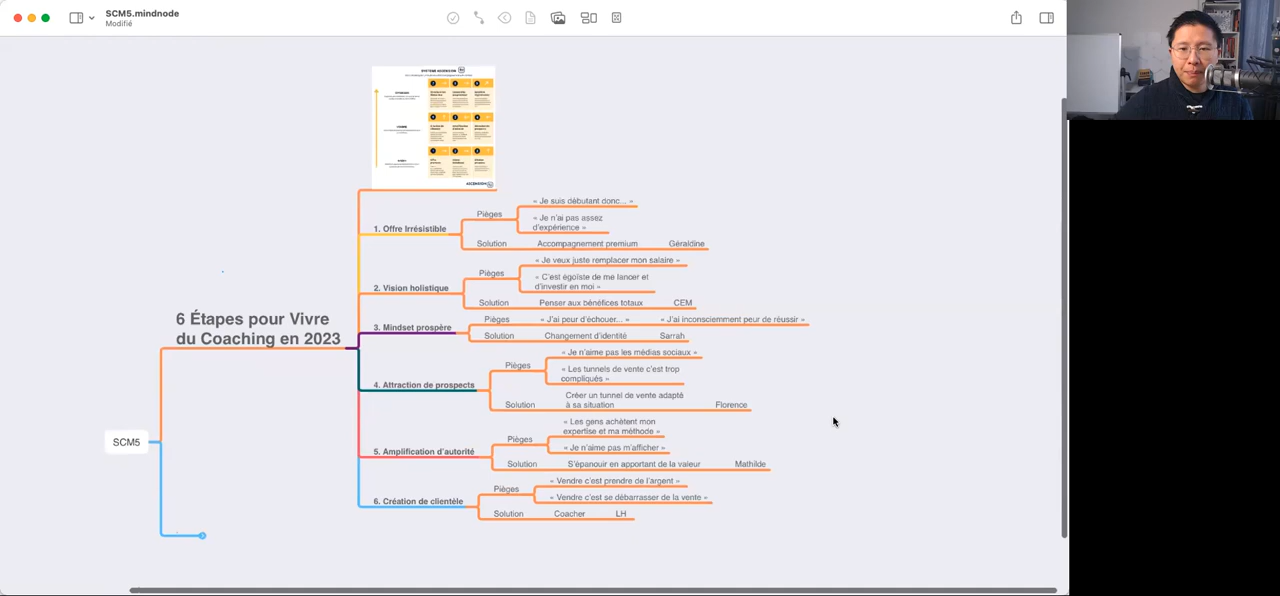 SCM5.mindnode
Modifié
SYSTÈME ASCENSION
ASCENSION
1. Offre Irrésistible
Pièges
« Je suis débutant donc... »
« Je n'ai pas assez
d'expérience »
Solution
Accompagnement premium
Géraldine
2. Vision holistique
Pièges
« Je veux juste remplacer mon salaire »
« C'est égoïste de me lancer et
d'investir en moi »
Solution
Penser aux bénéfices totaux
CEM
6 Étapes pour Vivre
du Coaching en 2023
3. Mindset prospère
Pièges
« J'ai peur d'échouer... »
« J'ai inconsciemment peur de réussir »
Solution
Changement d'identité
Sarrah
4. Attraction de prospects
Pièges
« Je n'aime pas les médias sociaux »
« Les tunnels de vente c'est trop
compliqués »
Solution
Créer un tunnel de vente adapté
à sa situation
Florence
SCM5
5. Amplification d'autorité
Pièges
« Les gens achètent mon
expertise et ma méthode »
« Je n'aime pas m'afficher »
Solution
S'épanouir en apportant de la valeur
Mathilde
6. Création de clientèle
Pièges
« Vendre c'est prendre de l'argent »
« Vendre c'est se débarrasser de la vente »
Solution
Coacher
LH